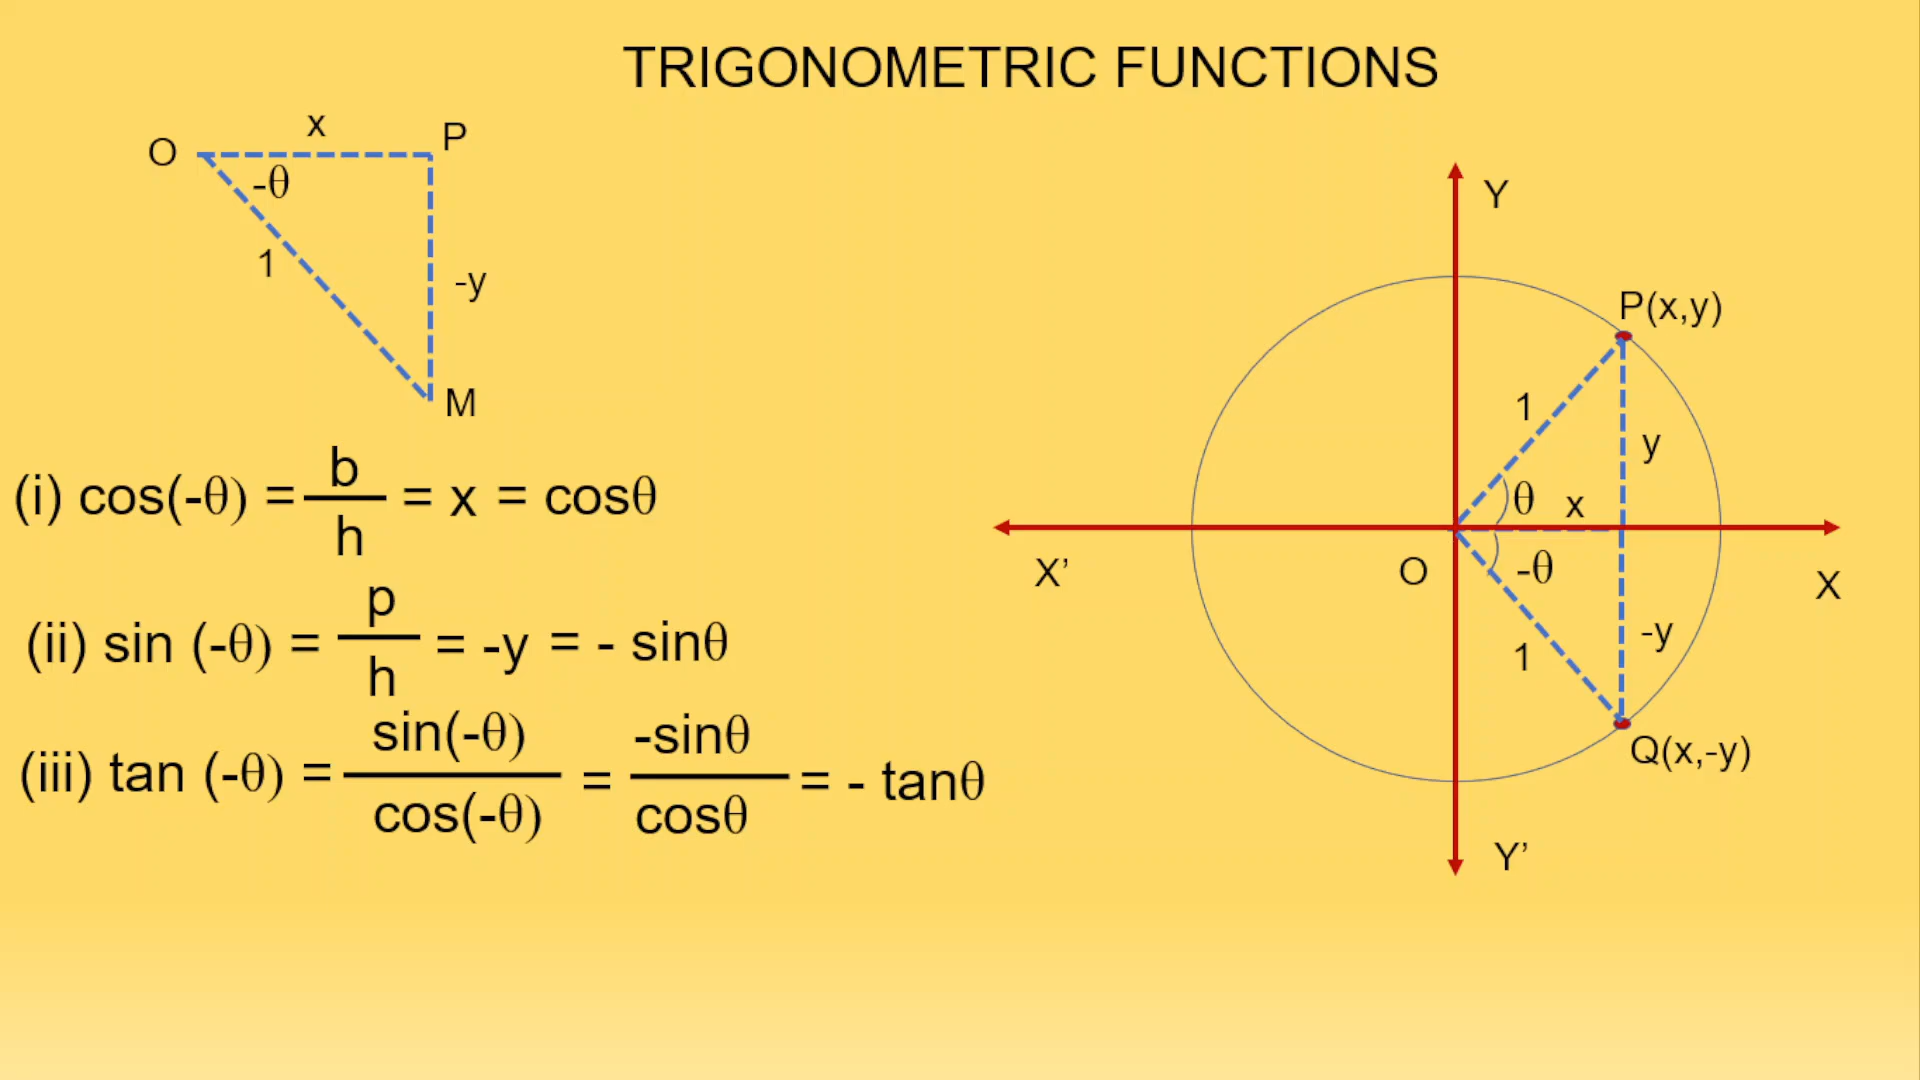 TRIGONOMETRIC FUNCTIONS
O
x
P
-θ
1
-y
M
(i) cos(-θ) = b/h = x = cosθ
(ii) sin (-θ) = p/h = -y = - sinθ
(iii) tan (-θ) = sin(-θ)/cos(-θ) = -sinθ/cosθ = - tanθ
Y
P(x,y)
1
y
θ
x
X’
O
-θ
X
-y
1
Q(x,-y)
Y’